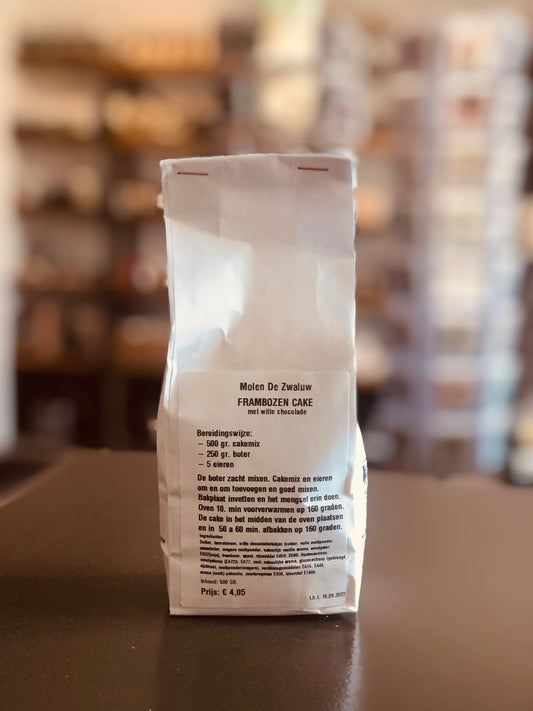 Molen De Zwaluw
FRAMBOZEN CAKE
met witte chocolade
Bereidingswijze:
– 500 gr. cakemix
– 250 gr. boter
– 5 eieren
De boter zacht mixen. Cakemix en eieren
om en om toevoegen en goed mixen.
Bakplaat invetten en het mengsel erin doen.
Oven 10. min voorverwarmen op 160 graden.
De cake in het midden van de oven plaatsen
en in 50 a 60 min. afbakken op 160 graden.
Ingredienten
Inhoud: 500 GR.
Prijs: € 4,05
t.h.t. 16.09.2022